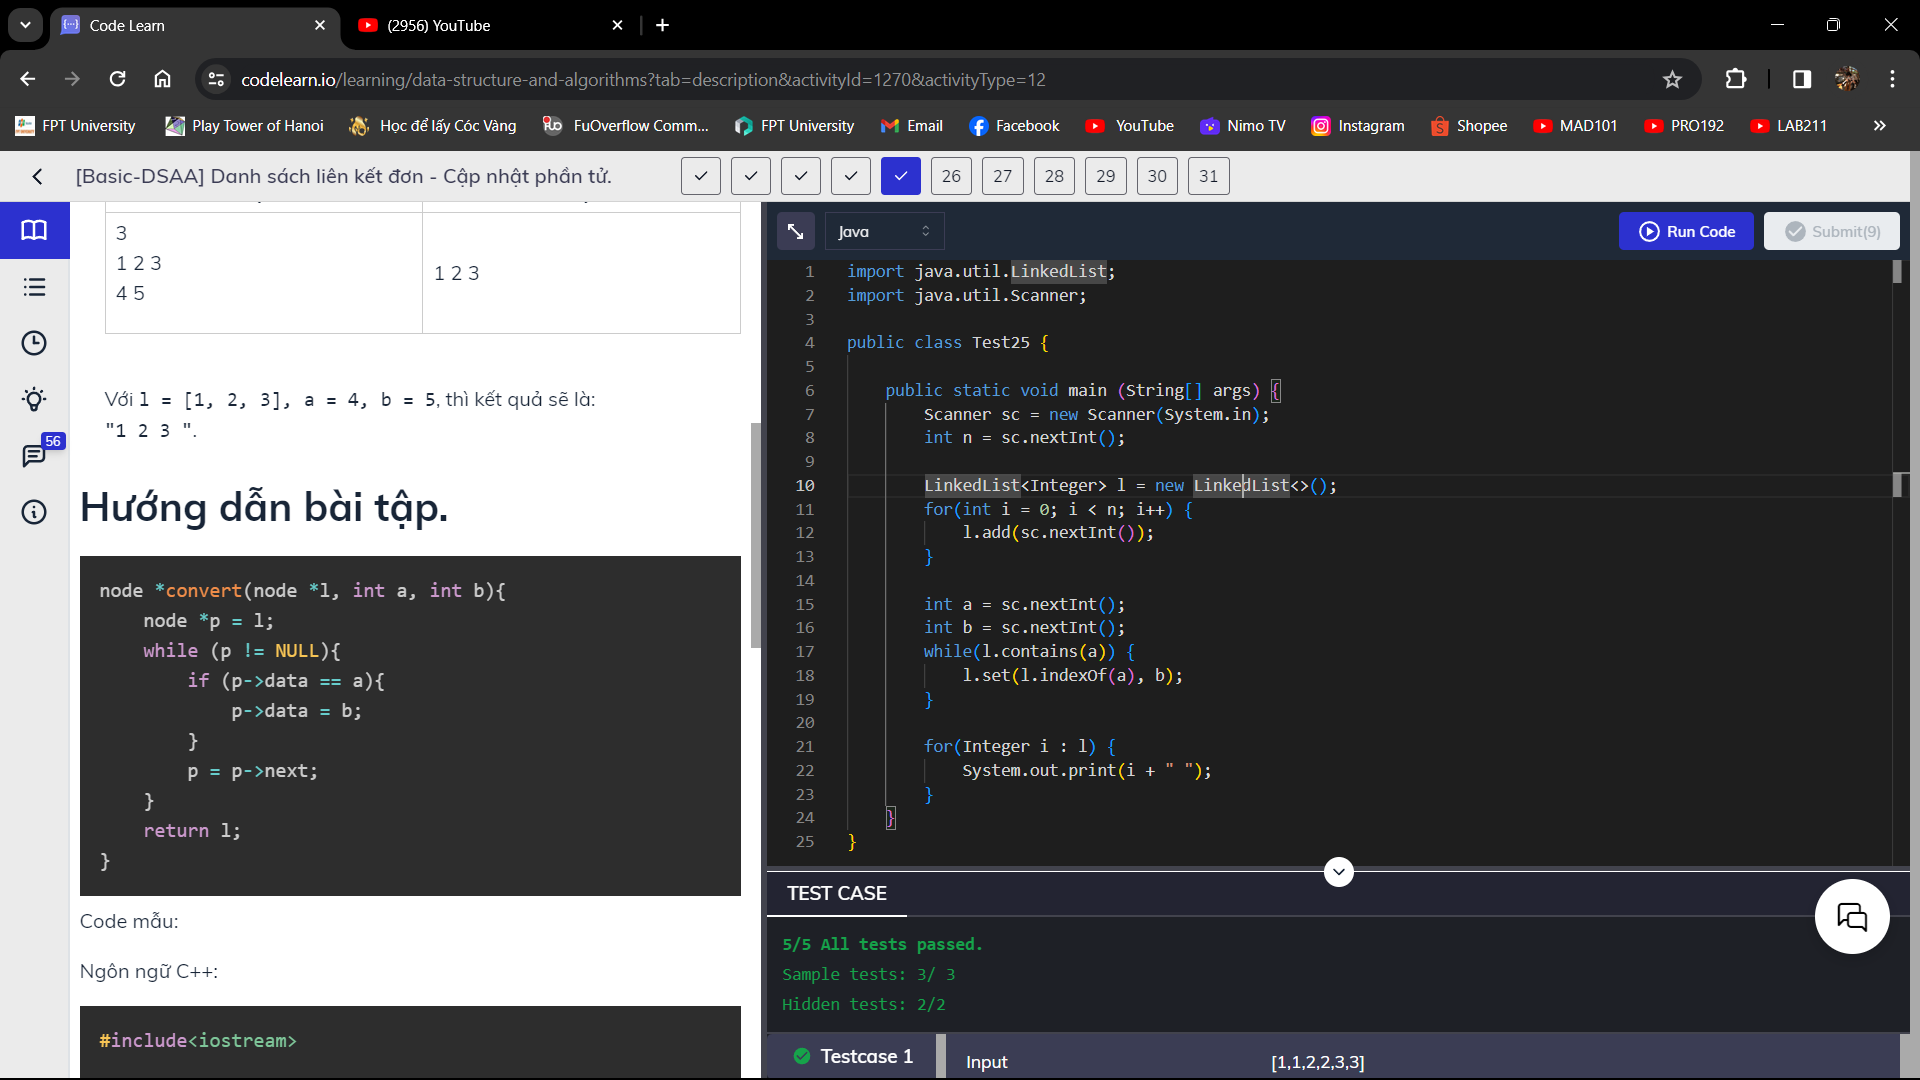 Code Learn
(2956) YouTube
codelearn.io/learning/data-structure-and-algorithms?tab=description&activityId=1270&activityType=12
FPT University
Play Tower of Hanoi
Học để lấy Cóc Vàng
FuOverflow Comm...
FPT University
Email
Facebook
YouTube
Nimo TV
Instagram
Shopee
MAD101
PRO192
LAB211
[Basic-DSAA] Danh sách liên kết đơn - Cập nhật phần tử.
26 27 28 29 30 31
56
3
1 2 3
4 5
1 2 3
Với l = [1, 2, 3], a = 4, b = 5, thì kết quả sẽ là:
"1 2 3 ".
Hướng dẫn bài tập.
node *convert(node *l, int a, int b){
    node *p = l;
    while (p != NULL){
        if (p->data == a){
            p->data = b;
        }
        p = p->next;
    }
    return l;
}
Code mẫu:
Ngôn ngữ C++:
#include<iostream>
Java
Run Code
Submit(9)
1 import java.util.LinkedList;
2 import java.util.Scanner;
3
4 public class Test25 {
5
6     public static void main (String[] args) {
7         Scanner sc = new Scanner(System.in);
8         int n = sc.nextInt();
9
10         LinkedList<Integer> l = new LinkedList<>();
11         for(int i = 0; i < n; i++) {
12             l.add(sc.nextInt());
13         }
14
15         int a = sc.nextInt();
16         int b = sc.nextInt();
17         while(l.contains(a)) {
18             l.set(l.indexOf(a), b);
19         }
20
21         for(Integer i : l) {
22             System.out.print(i + " ");
23         }
24     }
25 }
TEST CASE
5/5 All tests passed.
Sample tests: 3/ 3
Hidden tests: 2/2
Testcase 1
Input
[1,1,2,2,3,3]